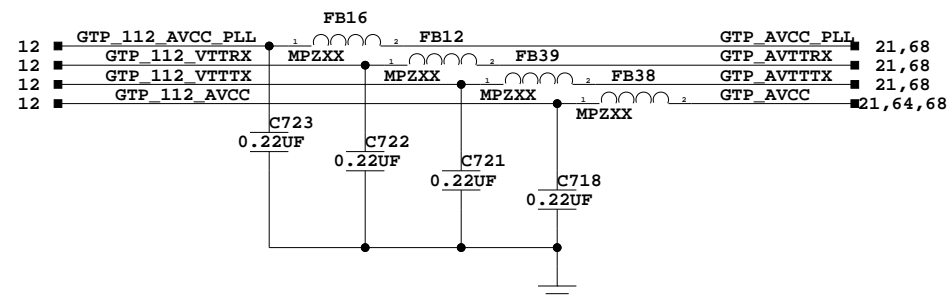 FB16
12 GTP_112_AVCC_PLL 1 2 FB12 GTP_AVCC_PLL 21,68
12 GTP_112_VTTRX MPZXX 1 2 FB39 GTP_AVTTRX 21,68
12 GTP_112_VTTTX MPZXX 1 2 FB38 GTP_AVTTTX 21,68
12 GTP_112_AVCC MPZXX 1 2 GTP_AVCC 21,64,68
MPZXX
C723
0.22UF
C722
0.22UF
C721
0.22UF
C718
0.22UF